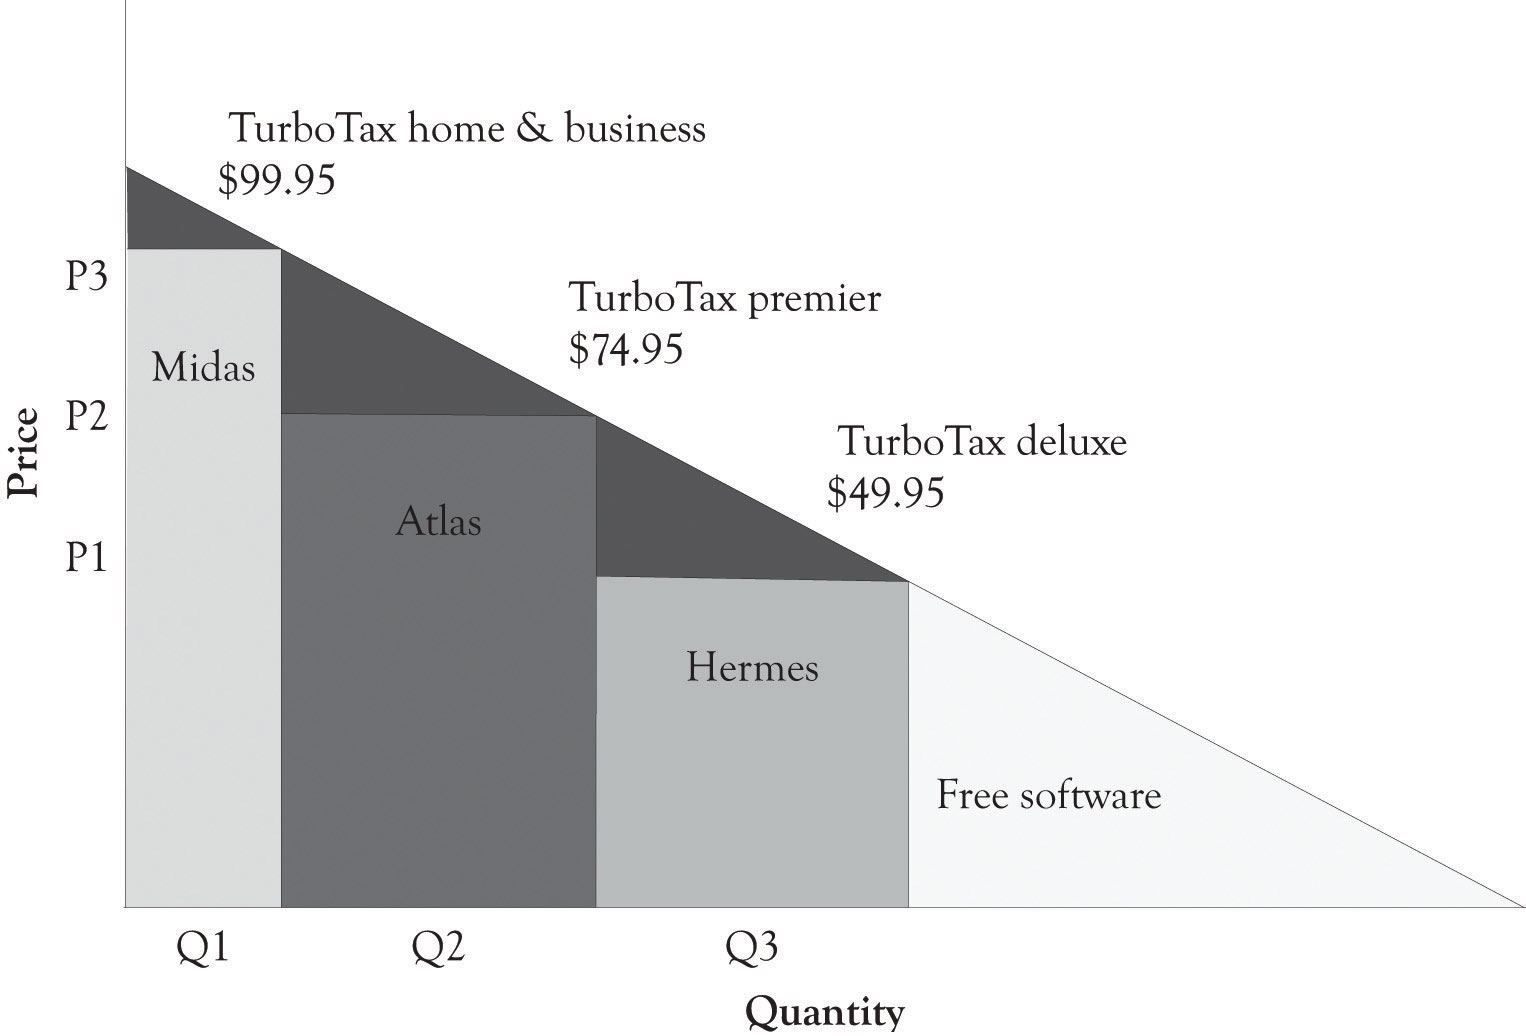 TurboTax home & business
$99.95
P3
TurboTax premier
$74.95
Midas
P2
Price
TurboTax deluxe
$49.95
Atlas
P1
Hermes
Free software
Q1
Q2
Q3
Quantity